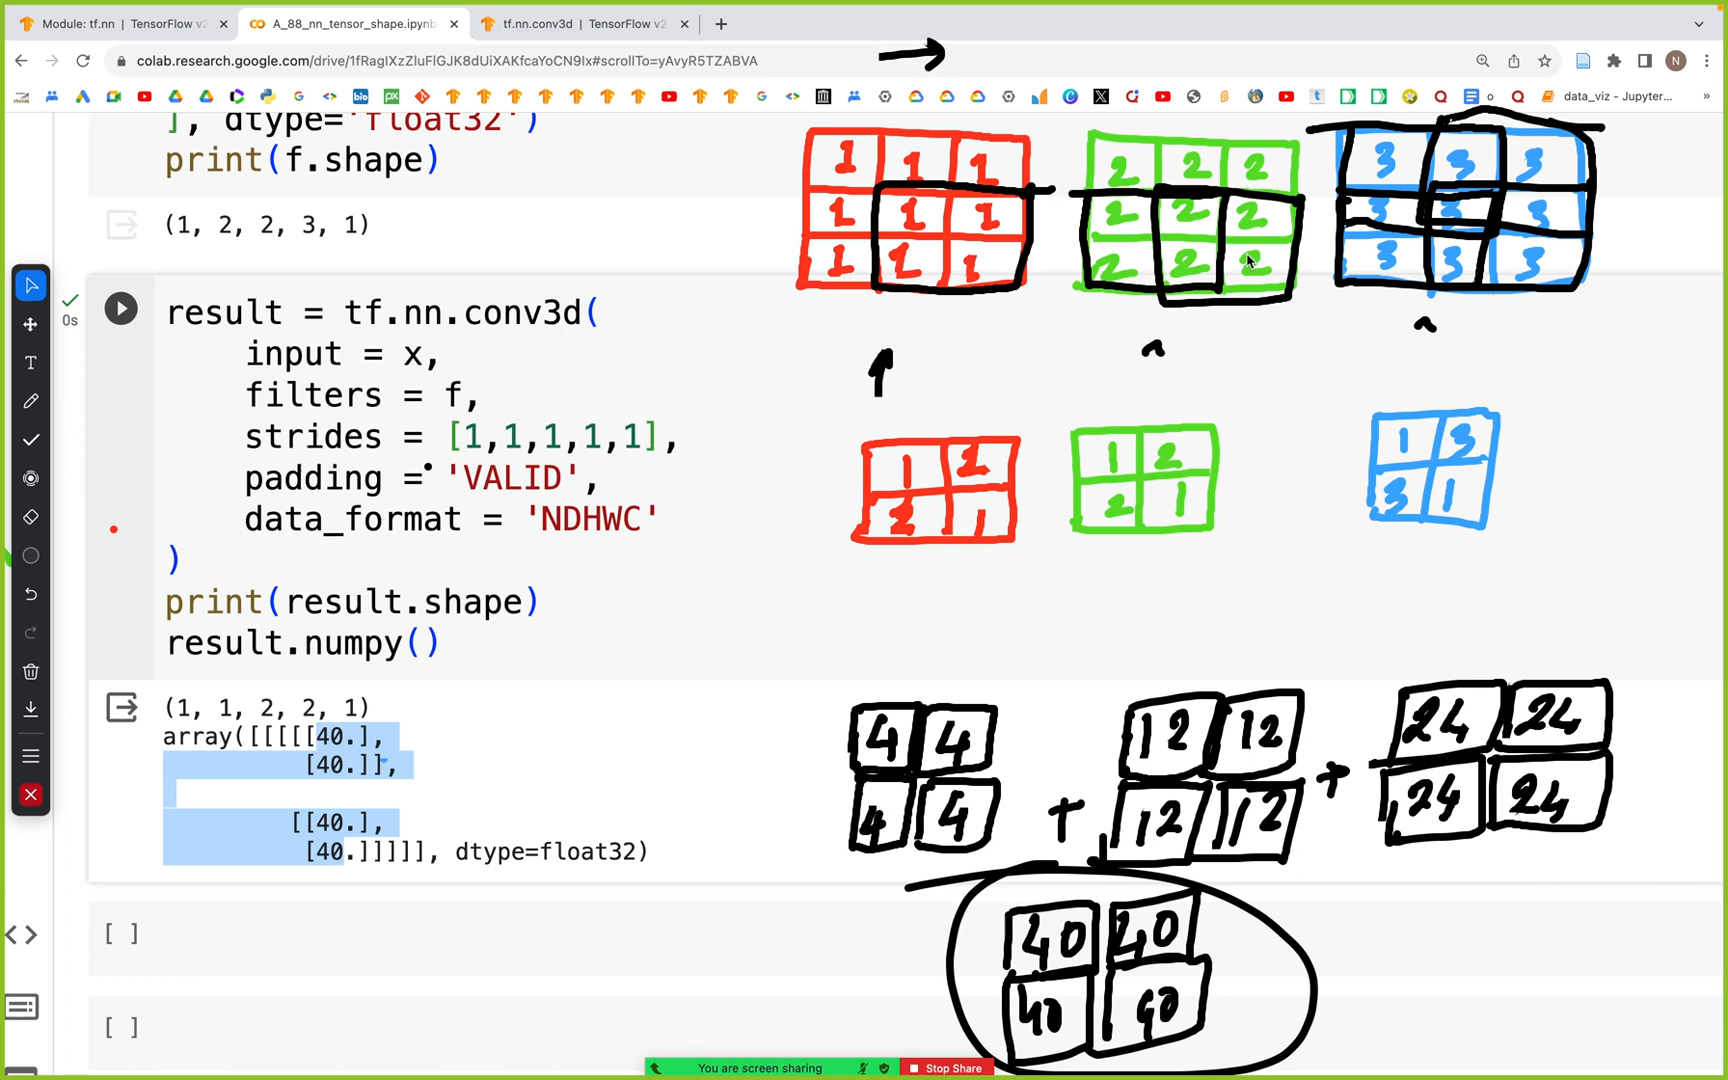 Module: tf.nn | TensorFlow v2
A_88_nn_tensor_shape.ipynb
tf.nn.conv3d | TensorFlow v2
colab.research.google.com/drive/1fRagIXzZluFlGJK8dUiXAKfcaYoCN9Ix#scrollTo=yAvyR5TZABVA
N
data_viz - Jupyter...
], dtype='float32')
print(f.shape)
(1, 2, 2, 3, 1)
1 1 1
1 1 1
1 1 1
2 2 2
2 2 2
2 2 2
3 3 3
3 3 3
3 3 3
0s
result = tf.nn.conv3d(
input = x,
filters = f,
strides = [1,1,1,1,1],
padding = 'VALID',
data_format = 'NDHWC'
)
print(result.shape)
result.numpy()
1 2
2 1
1 2
2 1
1 3
3 1
(1, 1, 2, 2, 1)
array([[[[[40.],
[40.]],
[[40.],
[40.]]]]], dtype=float32)
4 4
4 4
+
12 12
12 12
+
24 24
24 24
40 40
40 40
[ ]
[ ]
You are screen sharing
Stop Share